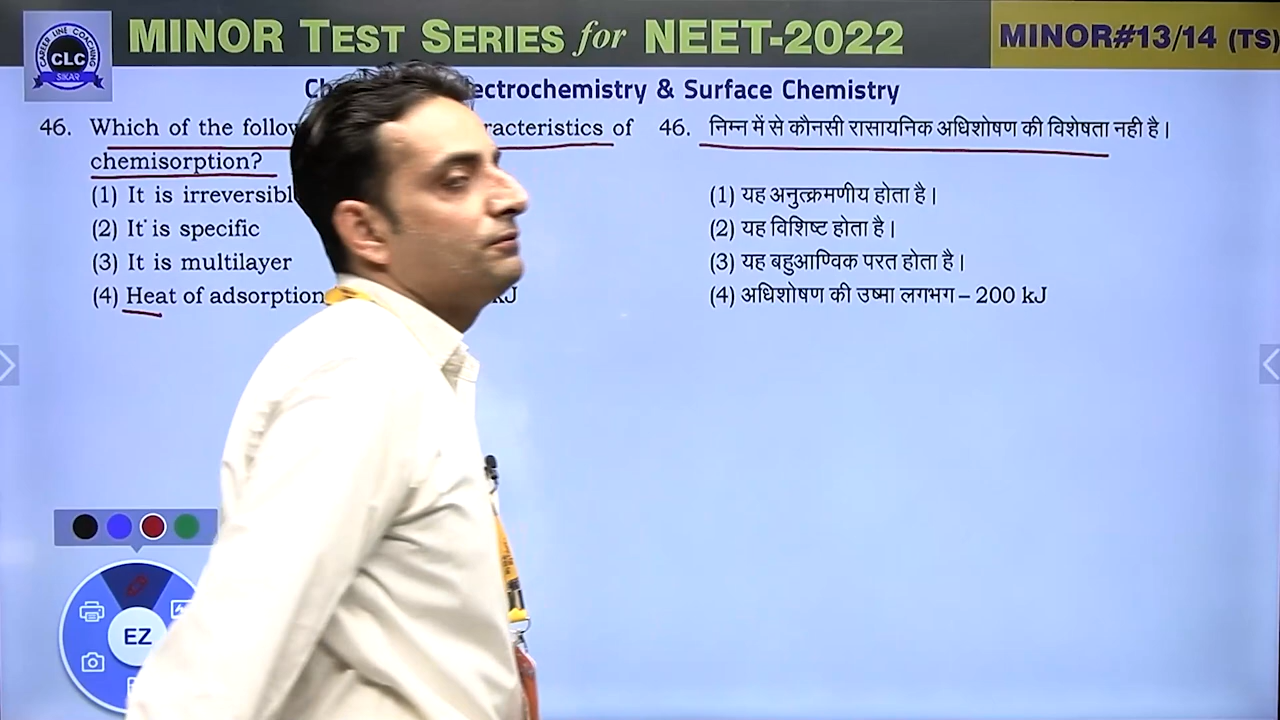 CAREER LINE COACHING
CLC
SIKAR
MINOR TEST SERIES for NEET-2022
MINOR#13/14 (TS)
ectrochemistry & Surface Chemistry
46. Which of the racteristics of
chemisorption?
(1) It is
(2) It is specific
(3) It is multilayer
(4) Heat of adsorption kJ
46. निम्न में से कौनसी रासायनिक अधिशोषण की विशेषता नही है।
(1) यह अनुत्क्रमणीय होता है।
(2) यह विशिष्ट होता है।
(3) यह बहुआण्विक परत होता है।
(4) अधिशोषण की उष्मा लगभग – 200 kJ
EZ